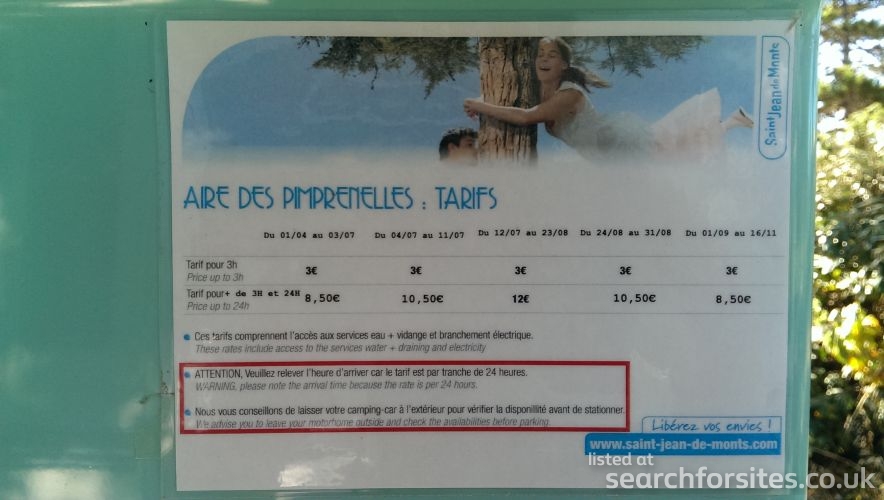 Saint Jean de Monts
AIRE DES PIMPRENELLES : TARIFS
Du 01/04 au 03/07 Du 04/07 au 11/07 Du 12/07 au 23/08 Du 24/08 au 31/08 Du 01/09 au 16/11
Tarif pour 3h 3€ 3€ 3€ 3€ 3€
Price up to 3h
Tarif pour+ de 3H et 24H 8,50€ 10,50€ 12€ 10,50€ 8,50€
Price up to 24h
Ces tarifs comprennent l'accès aux services eau + vidange et branchement électrique.
These rates include access to the services water + draining and electricity
ATTENTION, Veuillez relever l'heure d'arriver car le tarif est par tranche de 24 heures.
WARNING, please note the arrival time because the rate is per 24 hours.
Nous vous conseillons de laisser votre camping-car à l'extérieur pour vérifier la disponillité avant de stationner.
We advise you to leave your motorhome outside and check the availabilities before parking.
Libérez vos envies !
www.saint-jean-de-monts.com
listed at
searchforsites.co.uk